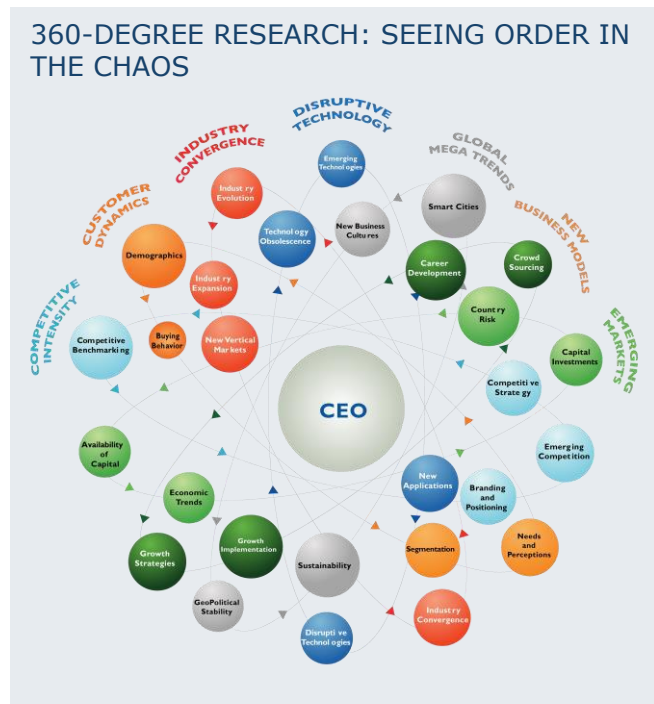 360-DEGREE RESEARCH: SEEING ORDER IN
THE CHAOS
COMPETITIVE
INTENSITY
CUSTOMER
DYNAMICS
INDUSTRY
CONVERGENCE
DISRUPTIVE
TECHNOLOGY
GLOBAL
MEGA TRENDS
NEW
BUSINESS MODELS
EMERGING
MARKETS
Emerging
Technologies
Industry
Evolution
Smart Cities
Technology
Obsolescence
New Business
Cultures
Demographics
Career
Development
Crowd
Sourcing
Industry
Expansion
Country
Risk
Competitive
Benchmarking
Buying
Behavior
New Vertical
Markets
Capital
Investments
Competitive
Strategy
CEO
Availability
of
Capital
Emerging
Competition
Economic
Trends
New
Applications
Branding
and
Positioning
Growth
Strategies
Growth
Implementation
Sustainability
Segmentation
Needs
and
Perceptions
GeoPolitical
Stability
Industry
Convergence
Disruptive
Technologies